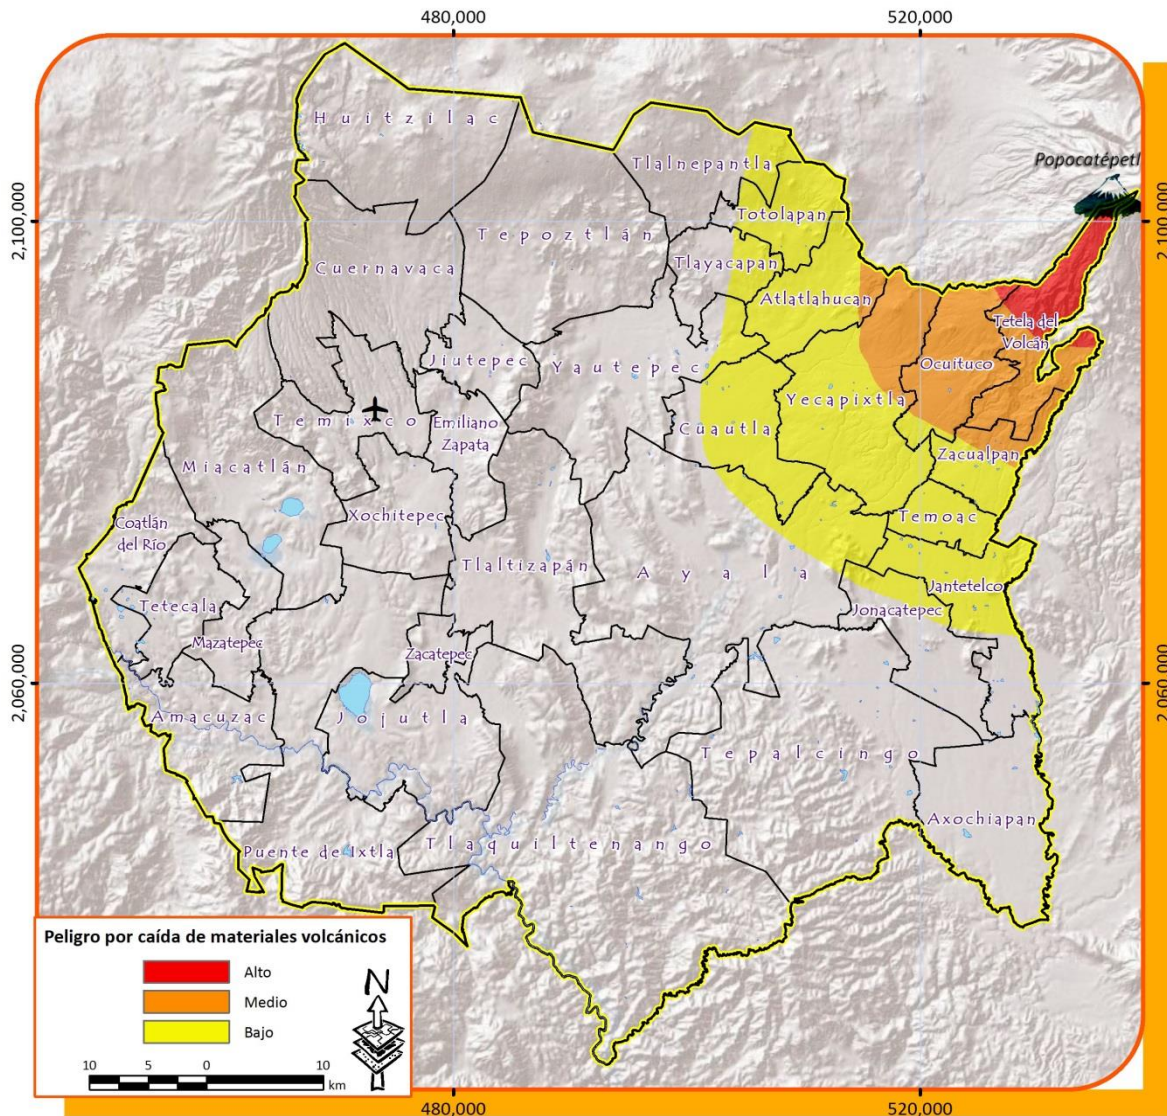 480,000
520,000
Huitzilac
Tlalnepantla
Popocatépetl
2,100,000
2,100,000
Totolapan
Tepoztlán
Tlayacapan
Cuernavaca
Atlatlahucan
Tetela del
Volcán
Jiutepec
Yautepec
Ocuituco
Yecapixtla
Temixco
Emiliano
Zapata
Cuautla
Zacualpan
Miacatlán
Xochitepec
Temoac
Coatlán
del Río
Tlaltizapán
Ayala
Jantetelco
Tetecala
Jonacatepec
Mazatepec
Zacatepec
2,060,000
2,060,000
Amacuzac
Jojutla
Tepalcingo
Axochiapan
Puente de Ixtla
Tlaquiltenango
Peligro por caída de materiales volcánicos
Alto
Medio
Bajo
N
10 5 0 10
km
480,000
520,000